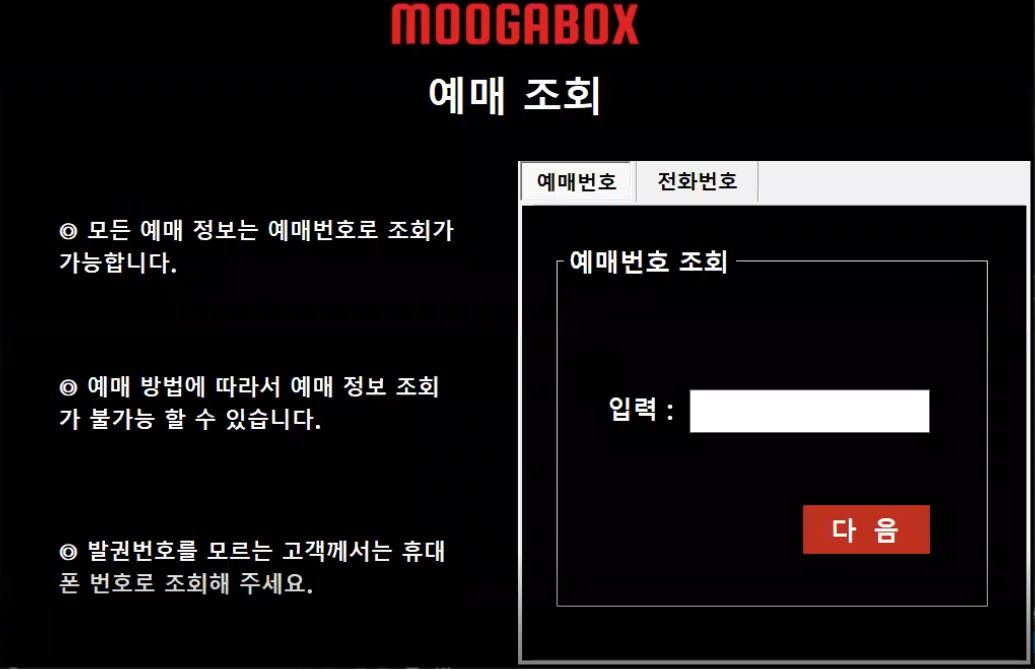 MOOGABOX
예매 조회
◎ 모든 예매 정보는 예매번호로 조회가
가능합니다.
◎ 예매 방법에 따라서 예매 정보 조회
가 불가능 할 수 있습니다.
◎ 발권번호를 모르는 고객께서는 휴대
폰 번호로 조회해 주세요.
예매번호 전화번호
예매번호 조회
입력 :
다 음